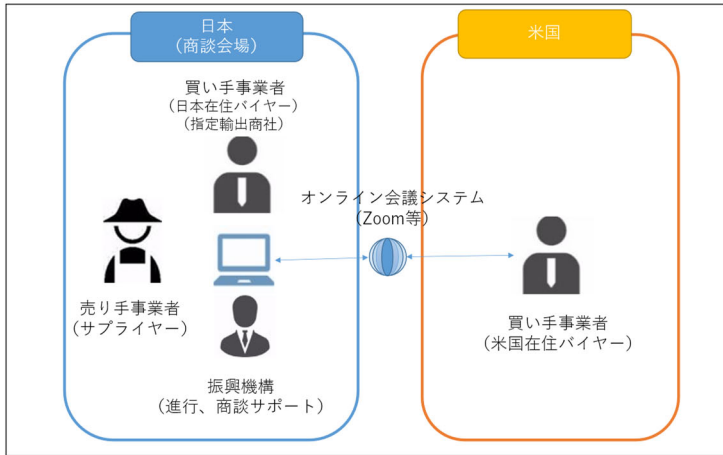 日本
（商談会場）
米国
買い手事業者
（日本在住バイヤー）
（指定輸出商社）
オンライン会議システム
（Zoom等）
売り手事業者
（サプライヤー）
買い手事業者
（米国在住バイヤー）
振興機構
（進行、商談サポート）